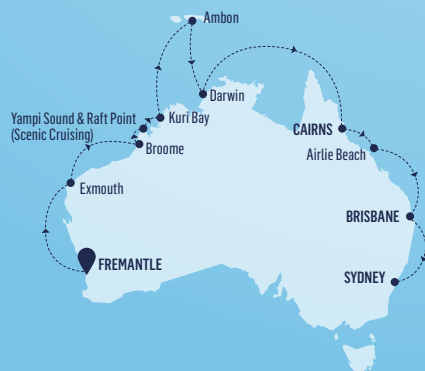 Ambon
Darwin
Yampi Sound & Raft Point
(Scenic Cruising)
Kuri Bay
CAIRNS
Broome
Airlie Beach
Exmouth
BRISBANE
FREMANTLE
SYDNEY